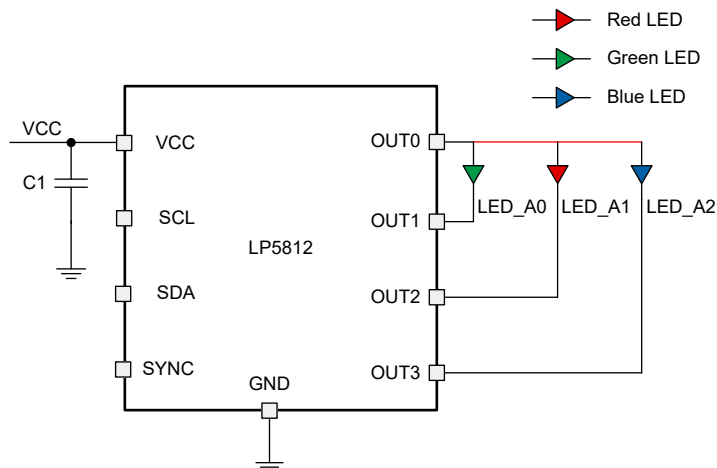 Red LED
Green LED
Blue LED
VCC
VCC
OUT0
C1
LED_A0
LED_A1
LED_A2
SCL
OUT1
LP5812
SDA
OUT2
SYNC
OUT3
GND